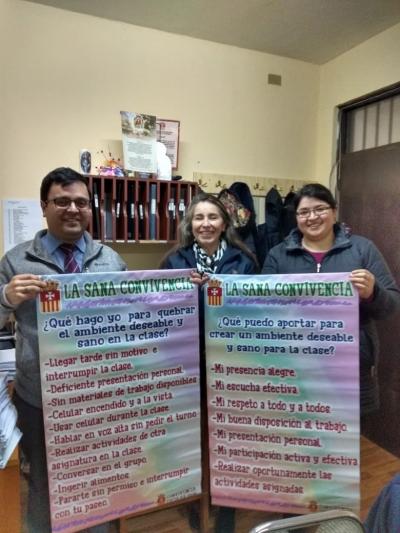 LA SANA CONVIVENCIA
¿Qué hago yo para quebrar
el ambiente deseable y
sano en la clase?
-Llegar tarde sin motivo e
interrumpir la clase.
-Deficiente presentación personal
-Sin materiales de trabajo disponibles
-Celular encendido y a la vista
-Usar celular durante la clase
-Hablar en voz alta sin pedir el turno
-Realizar actividades de otra
asignatura en la clase.
-Conversar en el grupo
-Ingerir alimentos
-Pararte sin permiso e interrumpir
con tu paseo.
CONVIVENCIA
LA SANA CONVIVENCIA
¿Qué puedo aportar para
crear un ambiente deseable
y sano para la clase?
-Mi presencia alegre.
-Mi escucha efectiva
-Mi respeto a todo y a todos
-Mi buena disposición al trabajo
-Mi presentación personal
-Mi participación activa y efectiva
-Realizar oportunamente las
actividades asignadas